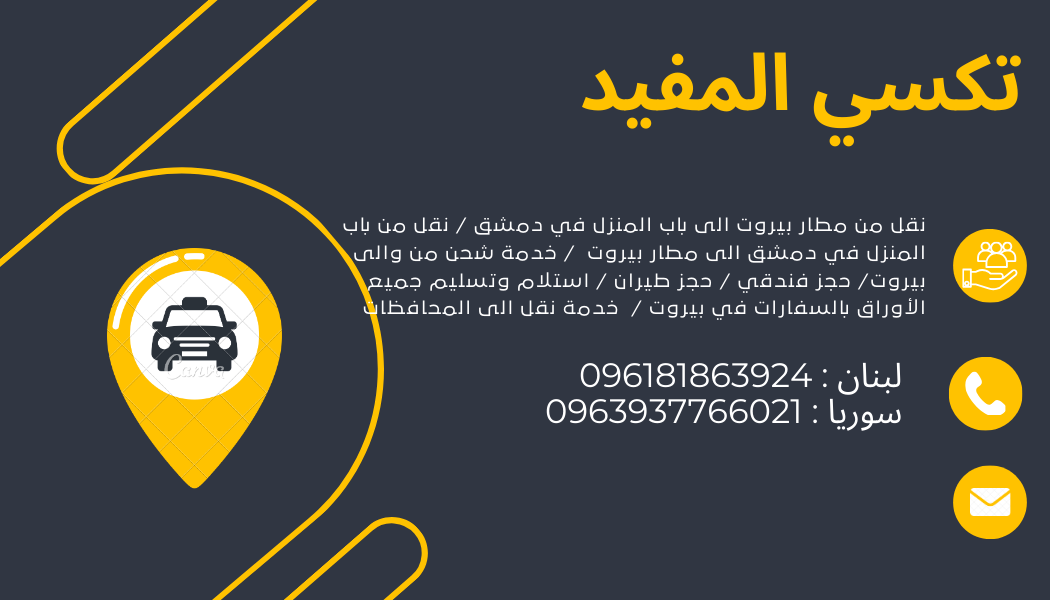 تكسي المفيد
نقل من مطار بيروت الى باب المنزل في دمشق / نقل من باب
المنزل في دمشق الى مطار بيروت / خدمة شحن من والى
بيروت/ حجز فندقي / حجز طيران / استلام وتسليم جميع
الأوراق بالسفارات في بيروت / خدمة نقل الى المحافظات
لبنان : 096181863924
سوريا : 0963937766021
Canva